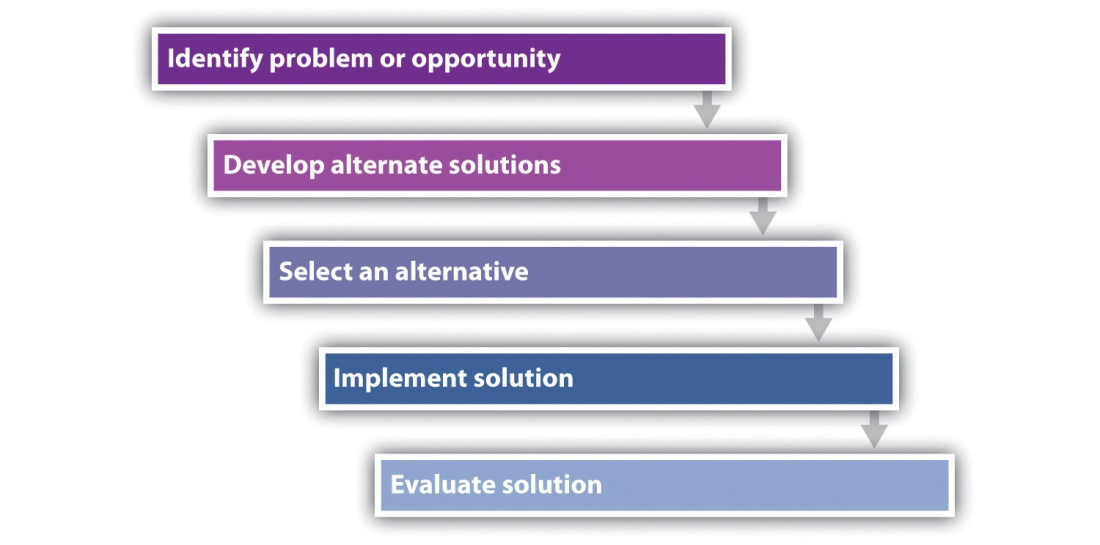 Identify problem or opportunity
Develop alternate solutions
Select an alternative
Implement solution
Evaluate solution